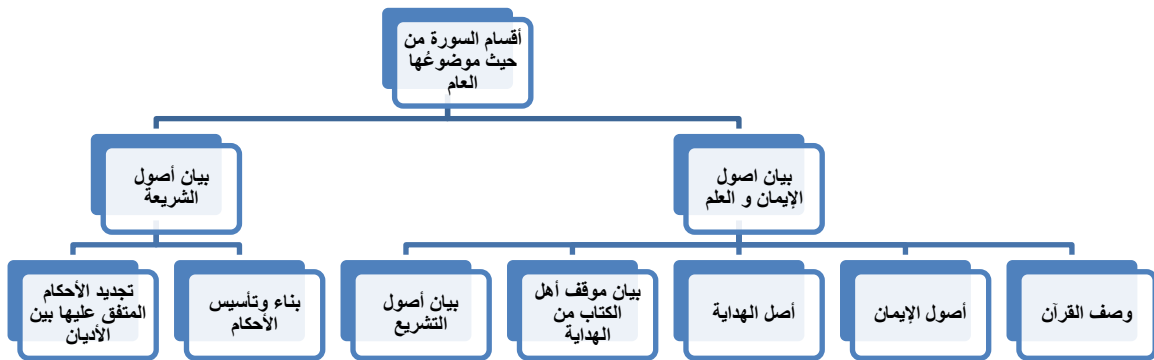 أقسام السورة من
حيث موضوعُها
العام
بيان اصول
الإيمان و العلم
بيان أصول
الشريعة
وصف القرآن
أصول الإيمان
أصل الهداية
بيان موقف أهل
الكتاب من
الهداية
بيان أصول
التشريع
بناء وتأسيس
الأحكام
تجديد الأحكام
المتفق عليها بين
الأديان